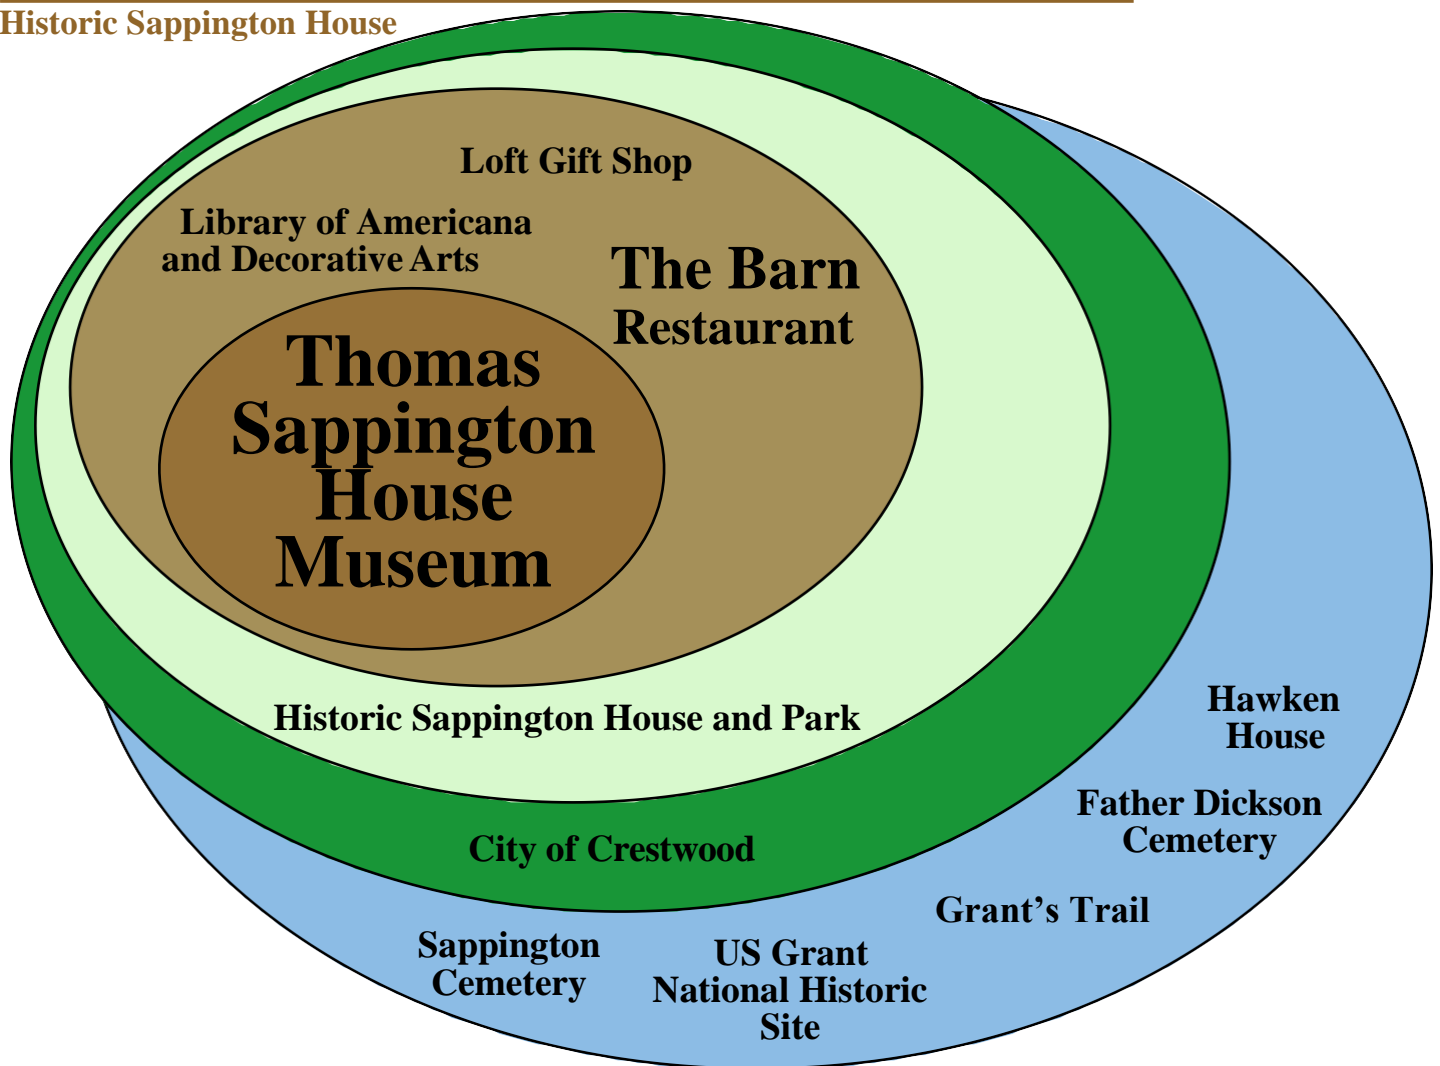 Historic Sappington House
Loft Gift Shop
Library of Americana
and Decorative Arts
The Barn
Restaurant
Thomas
Sappington
House
Museum
Historic Sappington House and Park
City of Crestwood
Hawken
House
Father Dickson
Cemetery
Grant’s Trail
Sappington
Cemetery
US Grant
National Historic
Site